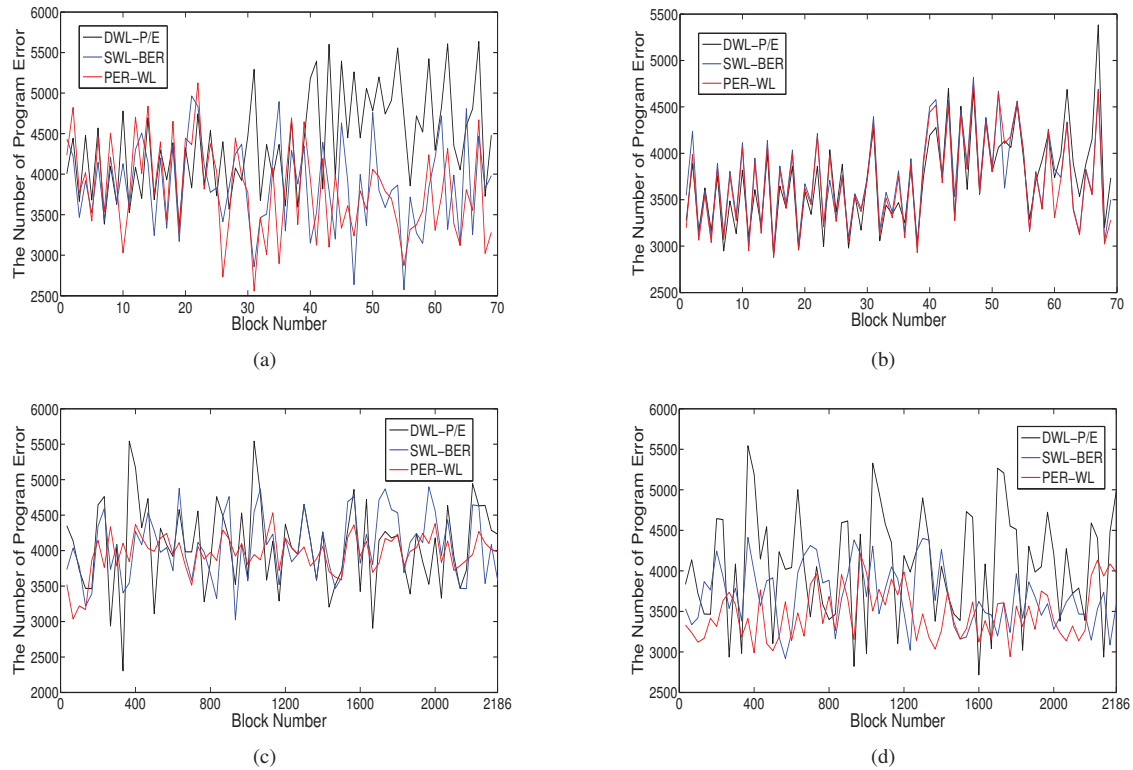 6000
5500
5000
4500
4000
3500
3000
2500
The Number of Program Error
DWL-P/E
SWL-BER
PER-WL
0 10 20 30 40 50 60 70
Block Number
(a)
5500
5000
4500
4000
3500
3000
2500
The Number of Program Error
DWL-P/E
SWL-BER
PER-WL
0 10 20 30 40 50 60 70
Block Number
(b)
6000
5500
5000
4500
4000
3500
3000
2500
2000
The Number of Program Error
DWL-P/E
SWL-BER
PER-WL
0 400 800 1200 1600 2000 2186
Block Number
(c)
6000
5500
5000
4500
4000
3500
3000
2500
The Number of Program Error
DWL-P/E
SWL-BER
PER-WL
0 400 800 1200 1600 2000 2186
Block Number
(d)